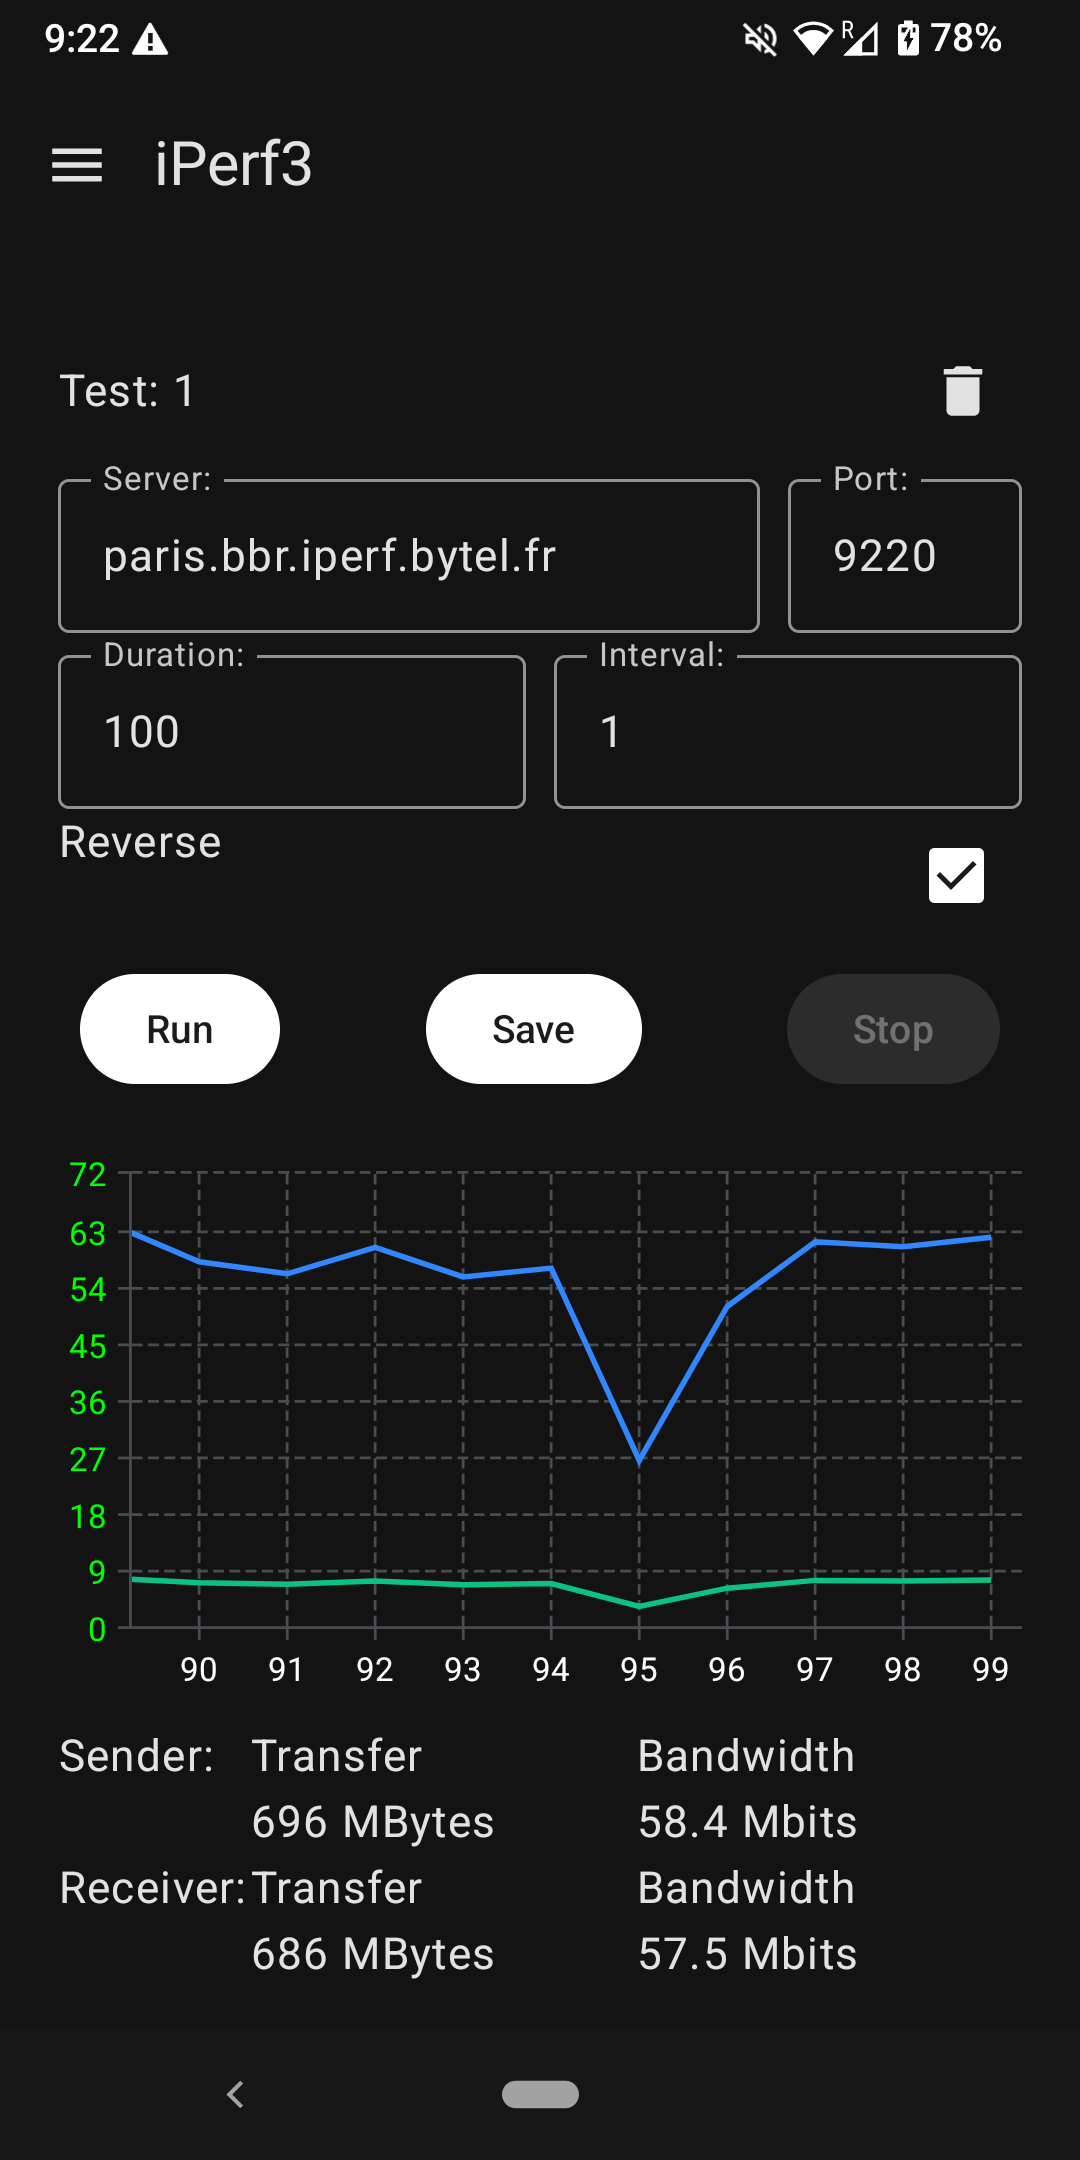 9:22 R 78%
iPerf3
Test: 1
Server: Port:
paris.bbr.iperf.bytel.fr 9220
Duration: Interval:
100 1
Reverse
Run Save Stop
72
63
54
45
36
27
18
9
0
90 91 92 93 94 95 96 97 98 99
Sender: Transfer Bandwidth
696 MBytes 58.4 Mbits
Receiver: Transfer Bandwidth
686 MBytes 57.5 Mbits